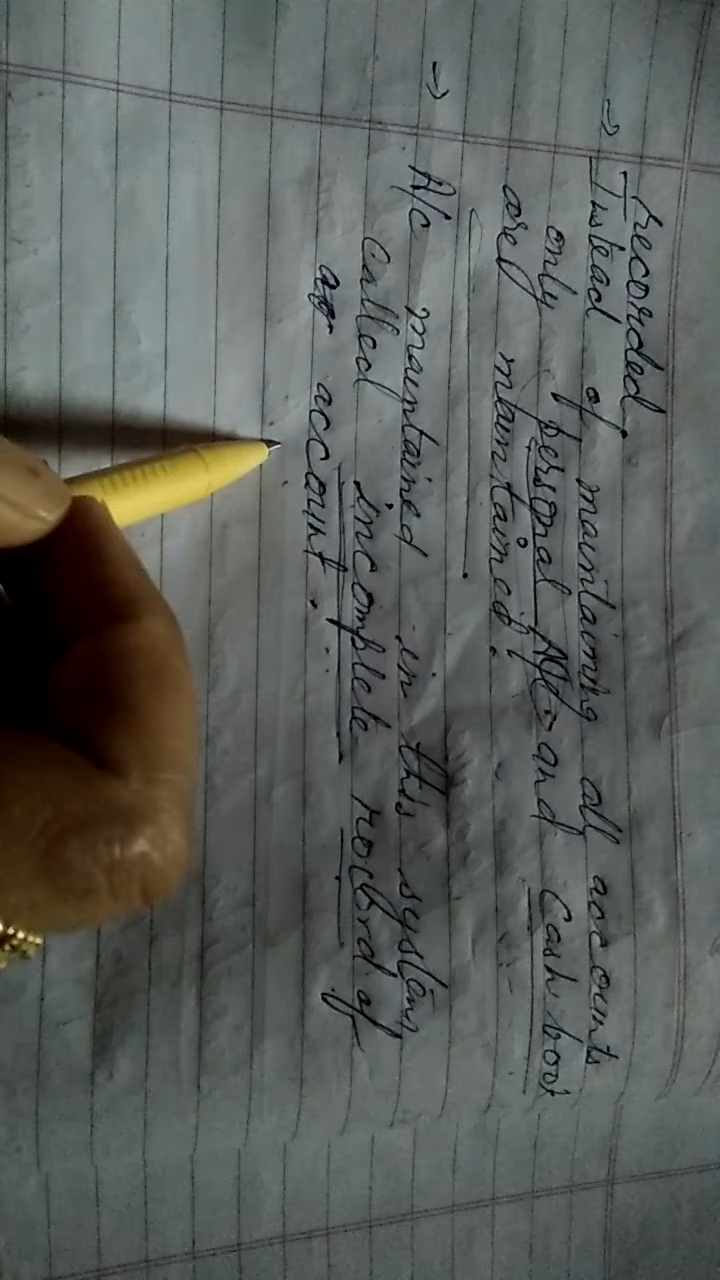 recorded.
→ Instead of maintaining all accounts
only personal A/c and Cash book
are maintained.
→ A/c maintained in this system
called incomplete record of
account.